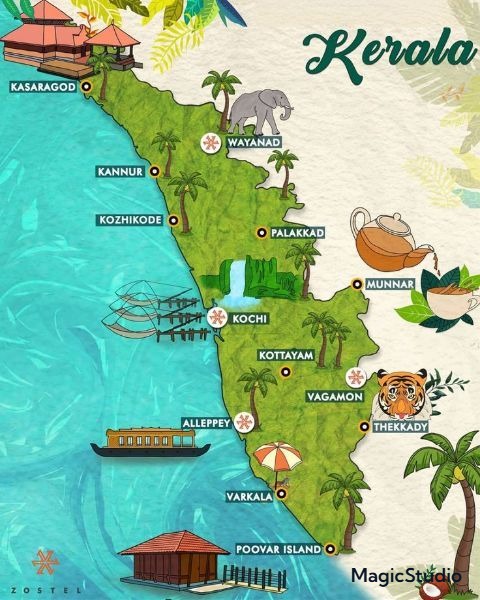 Kerala
KASARAGOD
WAYANAD
KANNUR
KOZHIKODE
PALAKKAD
MUNNAR
KOCHI
KOTTAYAM
VAGAMON
ALLEPPEY
THEKKADY
VARKALA
POOVAR ISLAND
MagicStudio
ZOSTEL